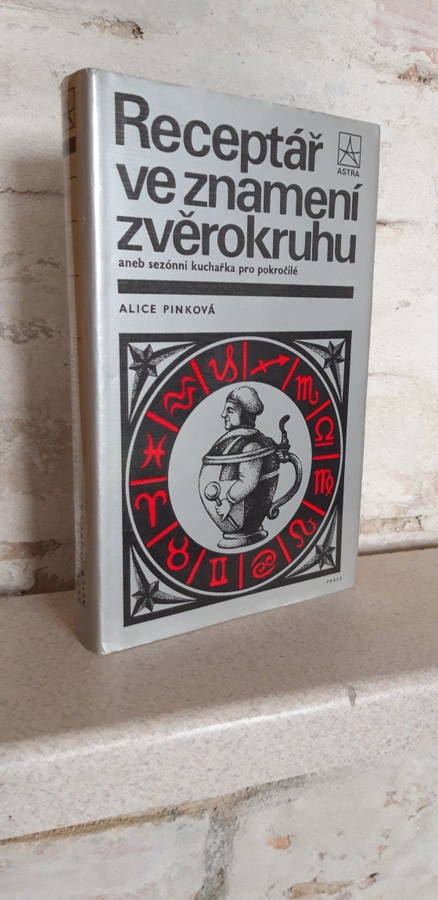 Receptář
ASTRA
ve znamení
zvěrokruhu
aneb sezónní kuchařka pro pokročilé
ALICE PINKOVÁ
PRÁCE